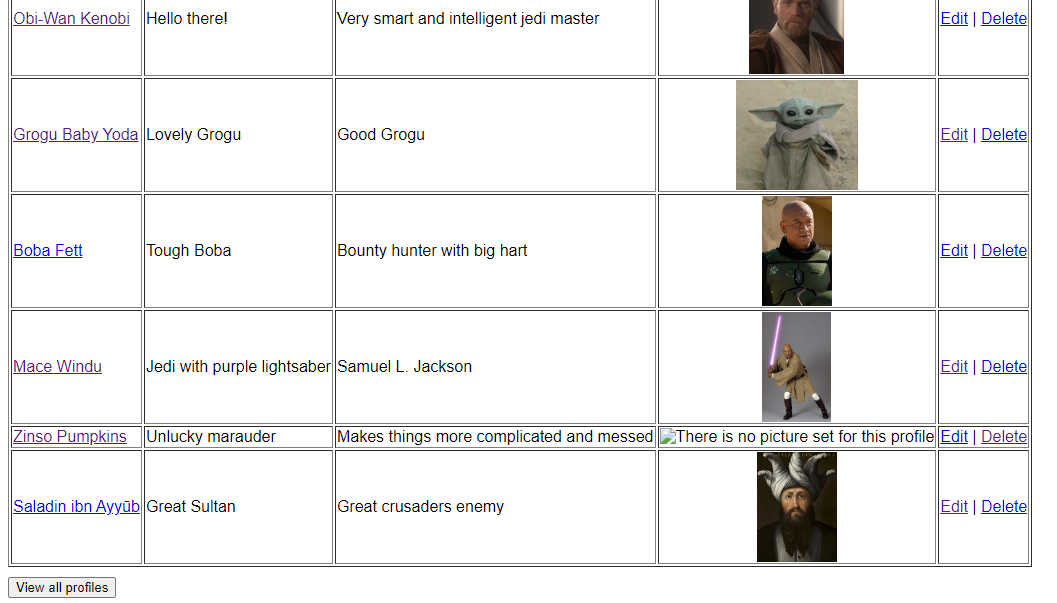 Obi-Wan Kenobi Hello there! Very smart and intelligent jedi master Edit | Delete
Grogu Baby Yoda Lovely Grogu Good Grogu Edit | Delete
Boba Fett Tough Boba Bounty hunter with big hart Edit | Delete
Mace Windu Jedi with purple lightsaber Samuel L. Jackson Edit | Delete
Zinso Pumpkins Unlucky marauder Makes things more complicated and messed There is no picture set for this profile Edit | Delete
Saladin ibn Ayyūb Great Sultan Great crusaders enemy Edit | Delete
View all profiles